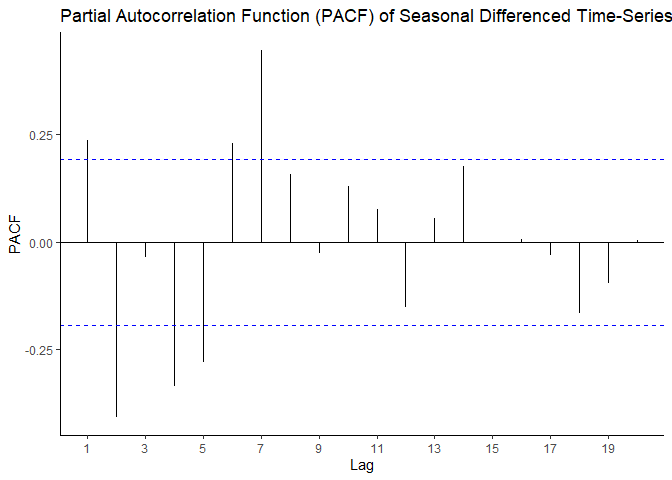 Partial Autocorrelation Function (PACF) of Seasonal Differenced Time-Series
PACF
0.25
0.00
-0.25
1 3 5 7 9 11 13 15 17 19
Lag